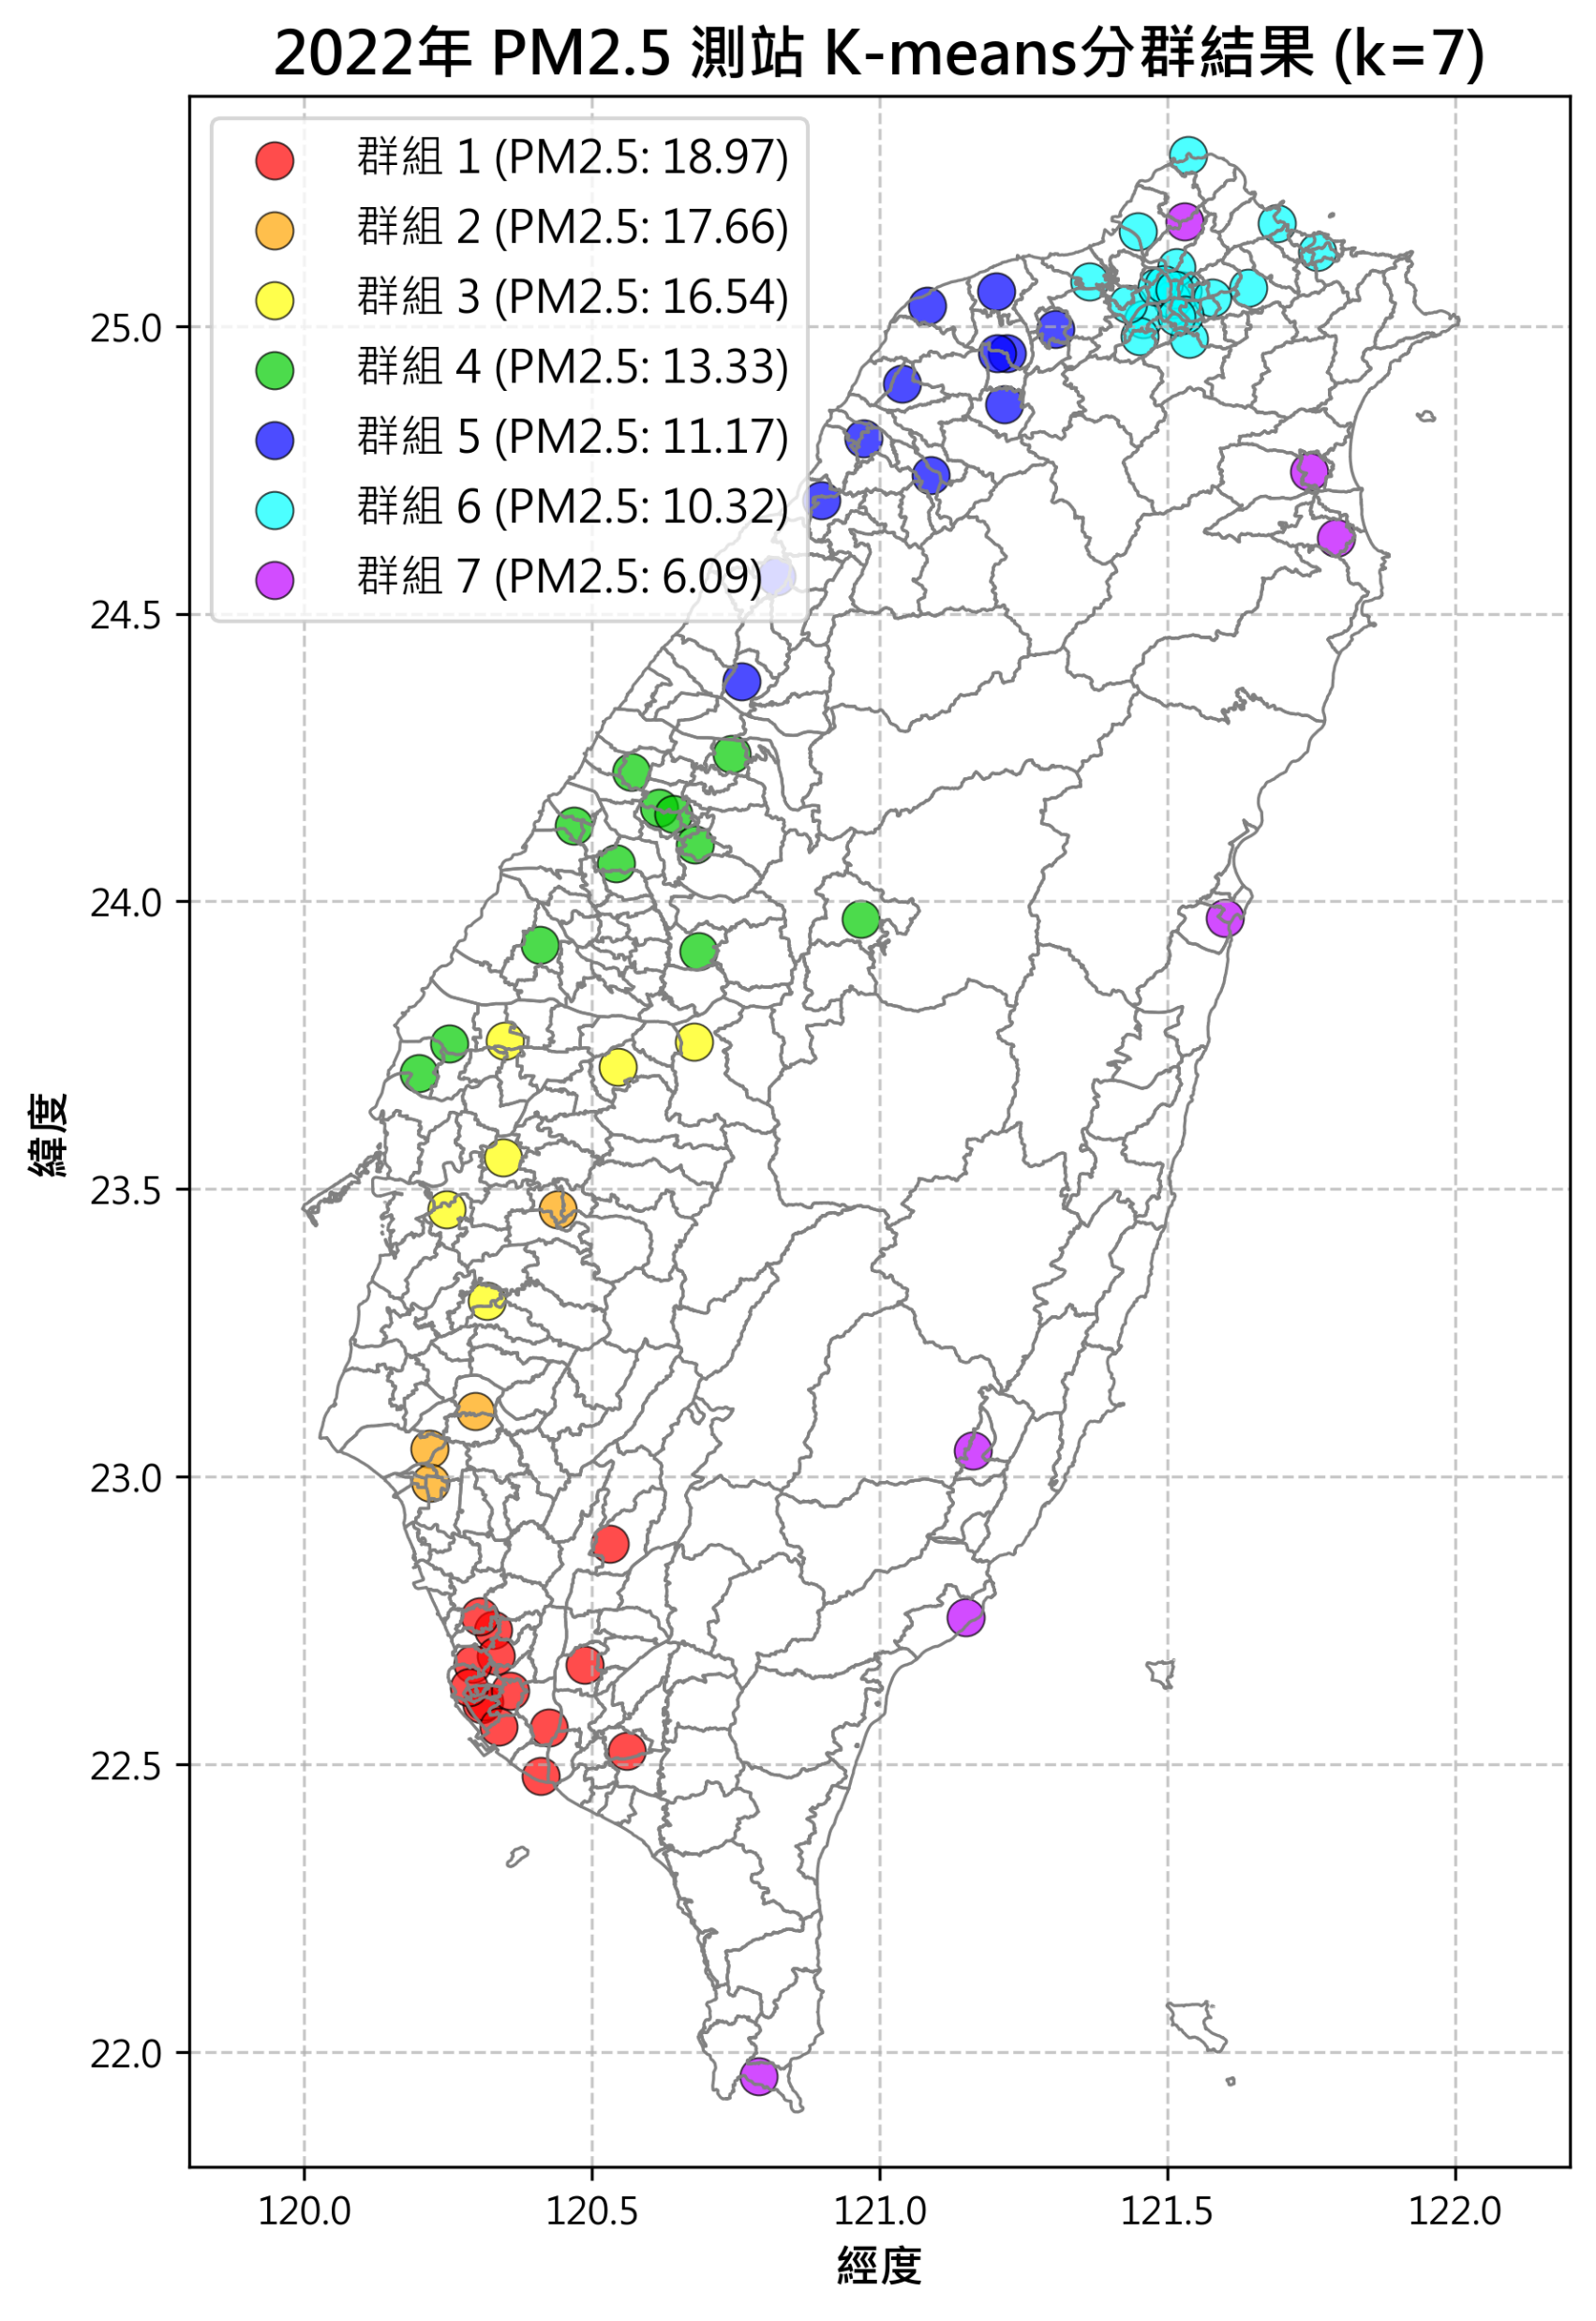 2022年 PM2.5 測站 K-means分群結果 (k=7)
群組 1 (PM2.5: 18.97)
群組 2 (PM2.5: 17.66)
群組 3 (PM2.5: 16.54)
群組 4 (PM2.5: 13.33)
群組 5 (PM2.5: 11.17)
群組 6 (PM2.5: 10.32)
群組 7 (PM2.5: 6.09)
25.0
24.5
24.0
23.5
23.0
22.5
22.0
緯度
120.0 120.5 121.0 121.5 122.0
經度